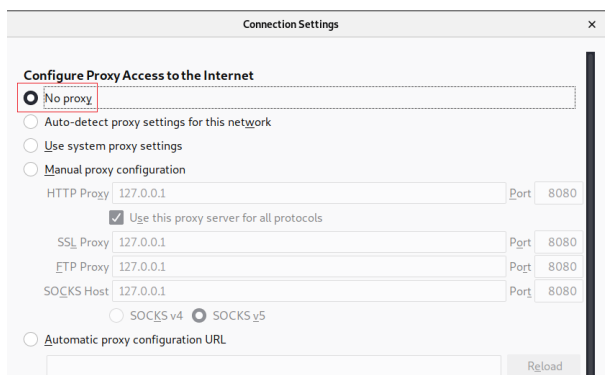 Connection Settings ×
Configure Proxy Access to the Internet
No proxy
Auto-detect proxy settings for this network
Use system proxy settings
Manual proxy configuration
HTTP Proxy 127.0.0.1 Port 8080
Use this proxy server for all protocols
SSL Proxy 127.0.0.1 Port 8080
FTP Proxy 127.0.0.1 Port 8080
SOCKS Host 127.0.0.1 Port 8080
SOCKS v4 SOCKS v5
Automatic proxy configuration URL
Reload